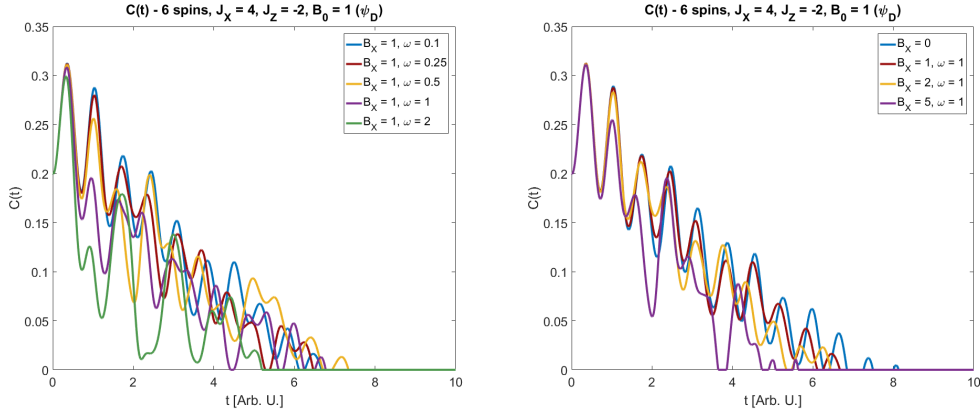 C(t) - 6 spins, J_X = 4, J_Z = -2, B_0 = 1 (ψ_D)
C(t)
0.35
0.3
0.25
0.2
0.15
0.1
0.05
0
B_X = 1, ω = 0.1
B_X = 1, ω = 0.25
B_X = 1, ω = 0.5
B_X = 1, ω = 1
B_X = 1, ω = 2
0 2 4 6 8 10
t [Arb. U.]
C(t) - 6 spins, J_X = 4, J_Z = -2, B_0 = 1 (ψ_D)
C(t)
0.35
0.3
0.25
0.2
0.15
0.1
0.05
0
B_X = 0
B_X = 1, ω = 1
B_X = 2, ω = 1
B_X = 5, ω = 1
0 2 4 6 8 10
t [Arb. U.]